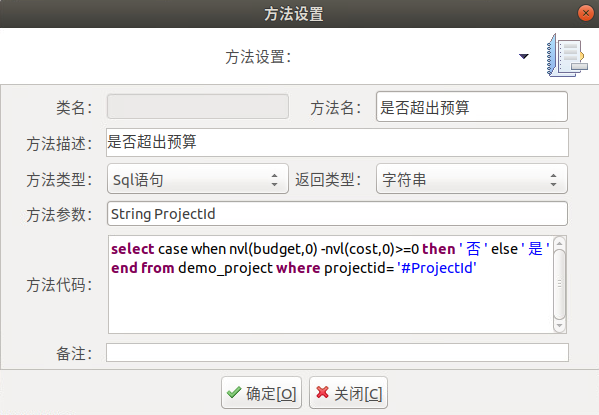 方法设置
方法设置：
类名：
方法名： 是否超出预算
方法描述： 是否超出预算
方法类型： Sql语句 返回类型： 字符串
方法参数： String ProjectId
方法代码：
select case when nvl(budget,0) -nvl(cost,0)>=0 then ' 否 ' else ' 是 '
end from demo_project where projectid= '#ProjectId'
备注：
确定[O] 关闭[C]